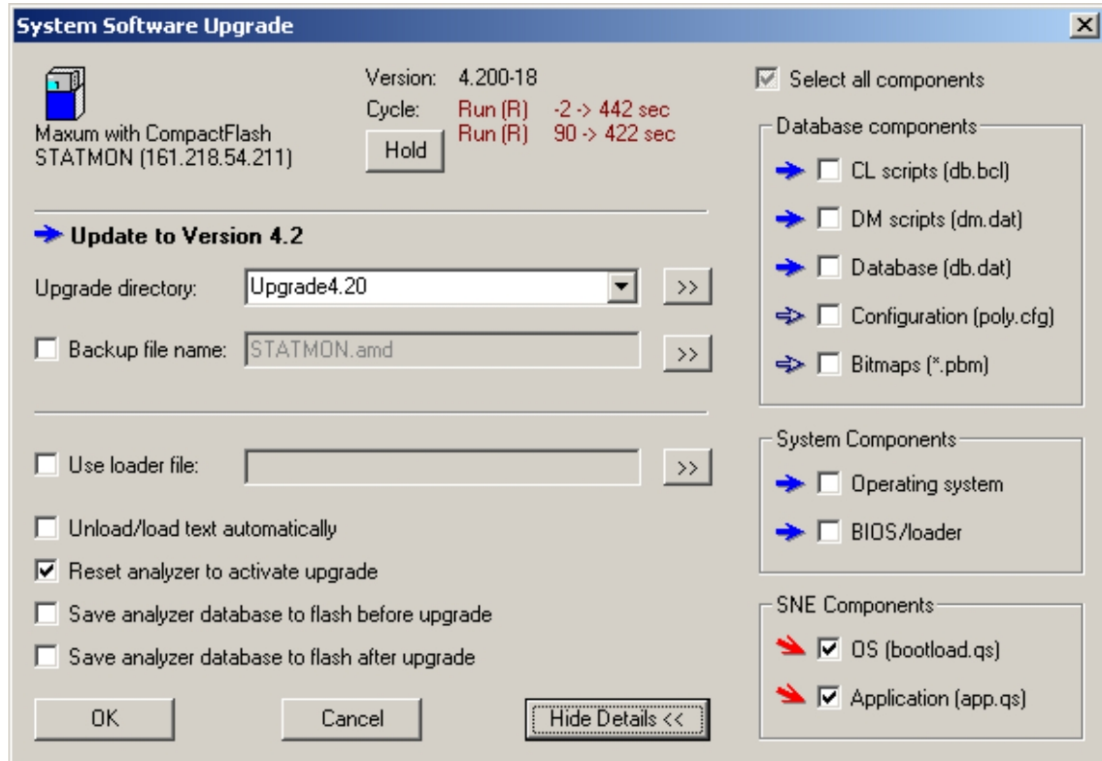 System Software Upgrade
Maxum with CompactFlash
STATMON (161.218.54.211)
Version: 4.200-18
Cycle: Run (R) -2 -> 442 sec
Run (R) 90 -> 422 sec
Hold
Update to Version 4.2
Upgrade directory: Upgrade4.20 >>
Backup file name: STATMON.amd >>
Use loader file: >>
Unload/load text automatically
Reset analyzer to activate upgrade
Save analyzer database to flash before upgrade
Save analyzer database to flash after upgrade
OK Cancel Hide Details <<
Select all components
Database components
CL scripts (db.bcl)
DM scripts (dm.dat)
Database (db.dat)
Configuration (poly.cfg)
Bitmaps (*.pbm)
System Components
Operating system
BIOS/loader
SNE Components
OS (bootload.qs)
Application (app.qs)